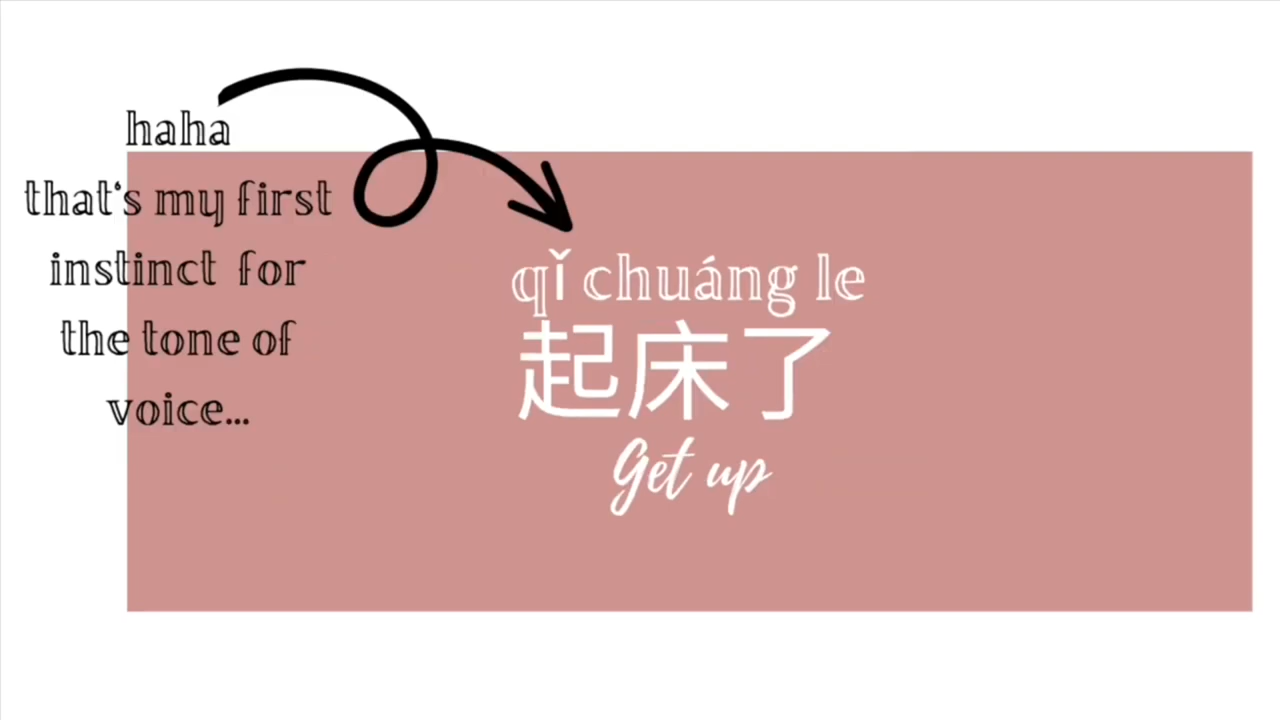 haha
that's my first
instinct for
the tone of
voice...
qǐ chuáng le
起床了
Get up